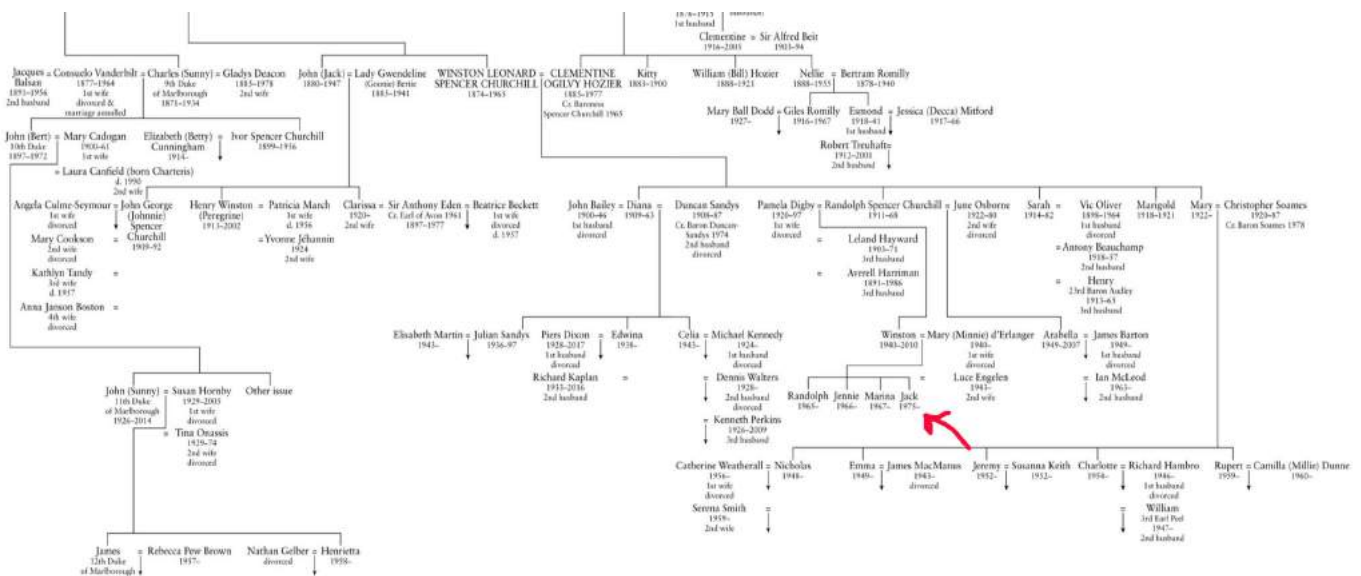 1878-1915
1st husband
Clementine = Sir Alfred Beit
1916-2005 1903-94
Jacques = Consuelo Vanderbilt = Charles (Sunny) = Gladys Deacon
Balsan 1877-1964 9th Duke 1885-1978
1891-1956 1st wife of Marlborough 2nd wife
2nd husband divorced & 1871-1934
marriage annulled
John (Jack) = Lady Gwendeline
1880-1947 (Goonie) Bertie
1885-1941
WINSTON LEONARD = CLEMENTINE
SPENCER CHURCHILL OGILVY HOZIER
1874-1965 1885-1977
Cr. Baroness
Spencer Churchill 1965
Kitty
1883-1900
William (Bill) Hozier
1888-1921
Nellie = Bertram Romilly
1888-1955 1878-1940
Mary Ball Dodd = Giles Romilly
1927- 1916-1967
Esmond = Jessica (Decca) Mitford
1918-41 1917-66
1st husband
Robert Treuhaft =
1912-2001
2nd husband
John (Bert) = Mary Cadogan
10th Duke 1900-61
1897-1972 1st wife
= Laura Canfield (born Charteris)
d. 1990
2nd wife
Elizabeth (Betty) = Ivor Spencer Churchill
Cunningham 1899-1956
1914-
Angela Culme-Seymour = John George
1st wife (Johnnie)
divorced Spencer
Mary Cookson = Churchill
2nd wife 1909-92
divorced
Kathlyn Tandy =
3rd wife
d. 1957
Anna Janson Boston =
4th wife
divorced
Henry Winston = Patricia March
(Peregrine) 1st wife
1913-2002 d. 1956
= Yvonne Jéhannin
1924
2nd wife
Clarissa = Sir Anthony Eden = Beatrice Beckett
1920- Cr. Earl of Avon 1961 1st wife
2nd wife 1897-1977 divorced
d. 1957
John Bailey = Diana = Duncan Sandys
1900-46 1909-63 1908-87
1st husband Cr. Baron Duncan-
divorced Sandys 1974
2nd husband
divorced
Pamela Digby = Randolph Spencer Churchill = June Osborne
1920-97 1911-68 1922-80
1st wife 2nd wife
divorced divorced
= Leland Hayward
1903-71
3rd husband
= Averell Harriman
1891-1986
3rd husband
Sarah = Vic Oliver
1914-82 1898-1964
1st husband
divorced
= Antony Beauchamp
1918-57
2nd husband
= Henry
23rd Baron Audley
1913-63
3rd husband
Marigold
1918-1921
Mary = Christopher Soames
1922- 1920-87
Cr. Baron Soames 1978
Elisabeth Martin = Julian Sandys
1943- 1936-97
Piers Dixon = Edwina
1928-2017 1938-
1st husband
divorced
Richard Kaplan =
1935-2016
2nd husband
Celia = Michael Kennedy
1943- 1924-
1st husband
divorced
= Dennis Walters
1928-
2nd husband
divorced
= Kenneth Perkins
1926-2009
3rd husband
Winston = Mary (Minnie) d'Erlanger
1940-2010 1940-
1st wife
divorced
= Luce Engelen
1943-
2nd wife
Arabella = James Barton
1949-2007 1949-
1st husband
divorced
= Ian McLeod
1963-
2nd husband
Randolph Jennie Marina Jack
1965- 1966- 1967- 1975-
John (Sunny) = Susan Hornby Other issue
11th Duke 1929-2005
of Marlborough 1st wife
1926-2014 divorced
= Tina Onassis
1929-74
2nd wife
divorced
Catherine Weatherall = Nicholas
1956- 1948-
1st wife
divorced
Serena Smith =
1959-
2nd wife
Emma = James MacManus
1949- 1943-
divorced
Jeremy = Susanna Keith
1952- 1952-
Charlotte = Richard Hambro
1954- 1946-
1st husband
divorced
= William
3rd Earl Peel
1947-
2nd husband
Rupert = Camilla (Millie) Dunne
1959- 1960-
James = Rebecca Pew Brown
12th Duke 1957-
of Marlborough
Nathan Gelber = Henrietta
divorced 1958-